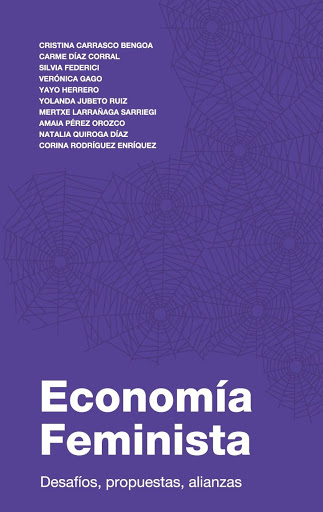 CRISTINA CARRASCO BENGOA
CARME DÍAZ CORRAL
SILVIA FEDERICI
VERÓNICA GAGO
YAYO HERRERO
YOLANDA JUBETO RUIZ
MERTXE LARRAÑAGA SARRIEGI
AMAIA PÉREZ OROZCO
NATALIA QUIROGA DÍAZ
CORINA RODRÍGUEZ ENRÍQUEZ
Economía
Feminista
Desafíos, propuestas, alianzas